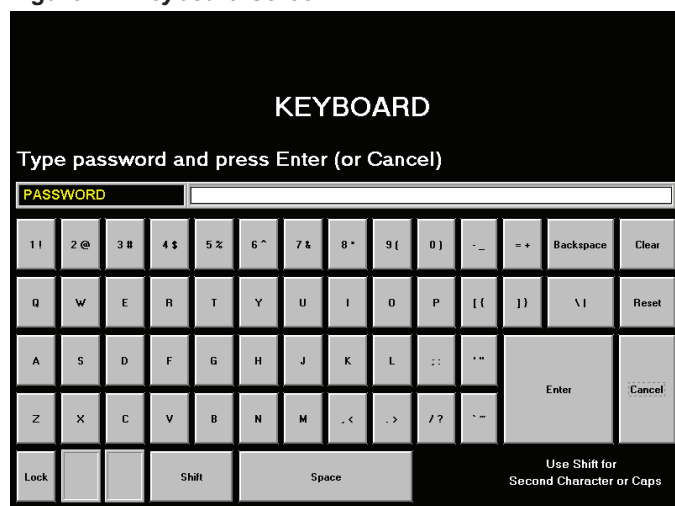 KEYBOARD
Type password and press Enter (or Cancel)
PASSWORD
1 ! 2 @ 3 # 4 $ 5 % 6 ^ 7 & 8 * 9 ( 0 ) - _ = + Backspace Clear
Q W E R T Y U I O P [ { ] } \ | Reset
A S D F G H J K L ; : ' " Enter Cancel
Z X C V B N M , < . > / ? ` ~
Lock Shift Space Use Shift for
Second Character or Caps